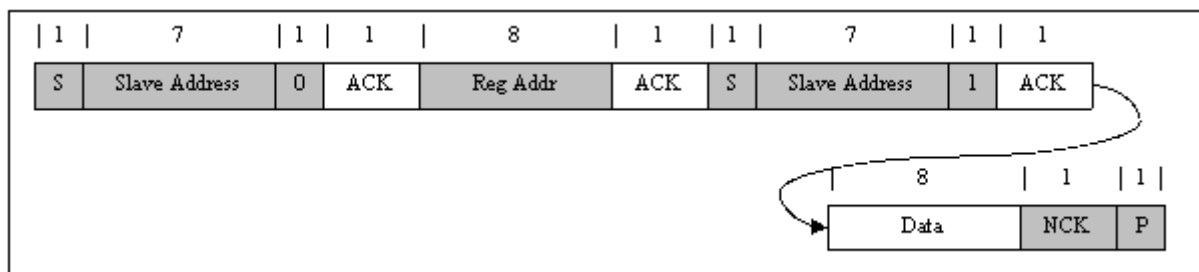 | 1 | 7 | 1 | 1 | 8 | 1 | 1 | 7 | 1 | 1
S Slave Address 0 ACK Reg Addr ACK S Slave Address 1 ACK
| 8 | 1 | 1 |
Data NCK P